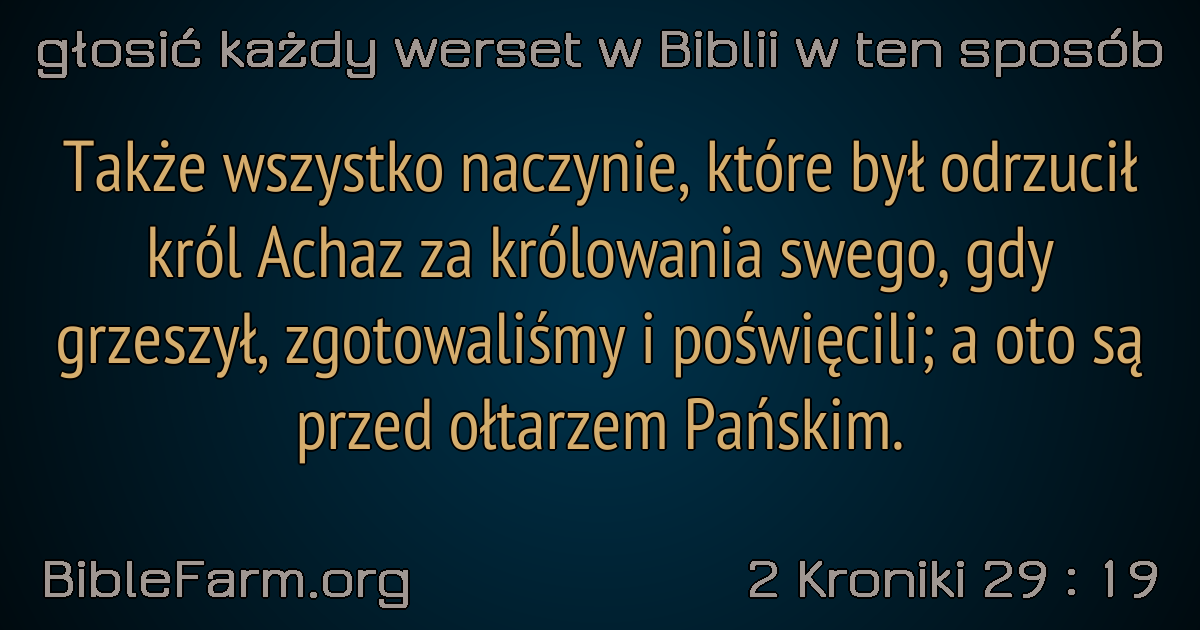 głosić każdy werset w Biblii w ten sposób
Także wszystko naczynie, które był odrzucił
król Achaz za królowania swego, gdy
grzeszył, zgotowaliśmy i poświęcili; a oto są
przed ołtarzem Pańskim.
BibleFarm.org
2 Kroniki 29 : 19